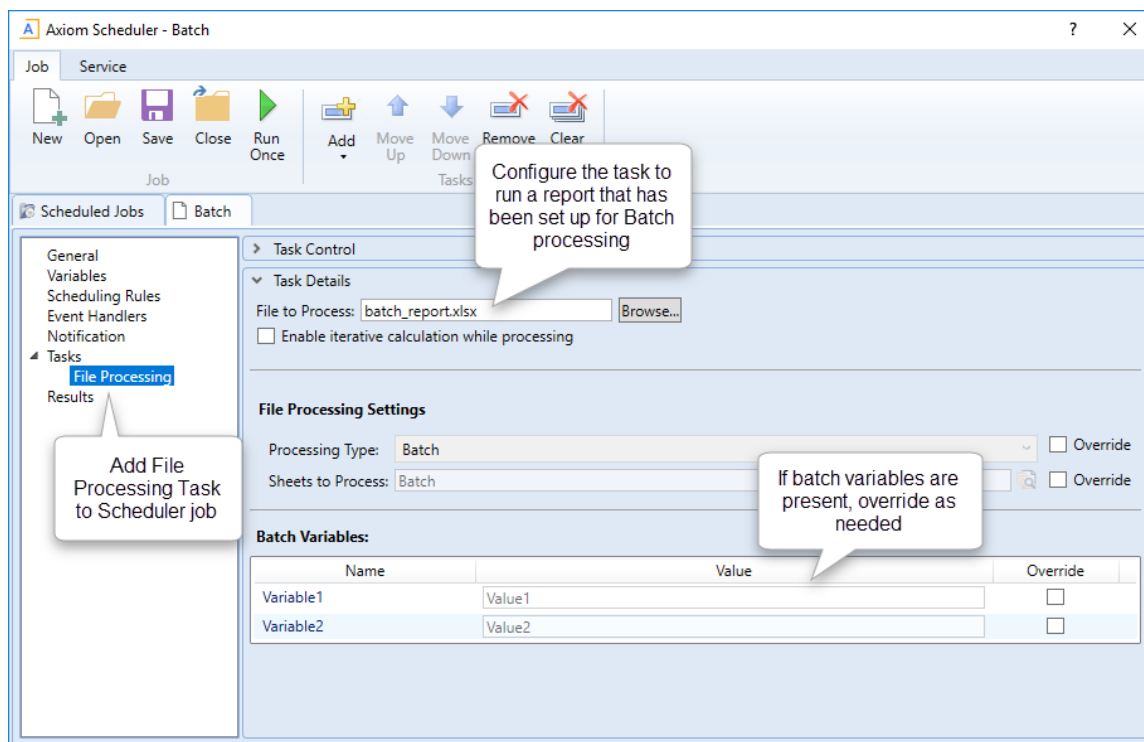 Axiom Scheduler - Batch
?
Job
Service
New
Open
Save
Close
Run
Once
Add
Move
Up
Move
Down
Remove
Clear
Job
Tasks
Configure the task to
run a report that has
been set up for Batch
processing
Scheduled Jobs
Batch
General
Variables
Scheduling Rules
Event Handlers
Notification
Tasks
File Processing
Results
Add File
Processing Task
to Scheduler job
Task Control
Task Details
File to Process:
batch_report.xlsx
Browse...
Enable iterative calculation while processing
File Processing Settings
Processing Type:
Batch
Override
Sheets to Process:
Batch
Override
If batch variables are
present, override as
needed
Batch Variables:
Name
Value
Override
Variable1
Value1
Variable2
Value2